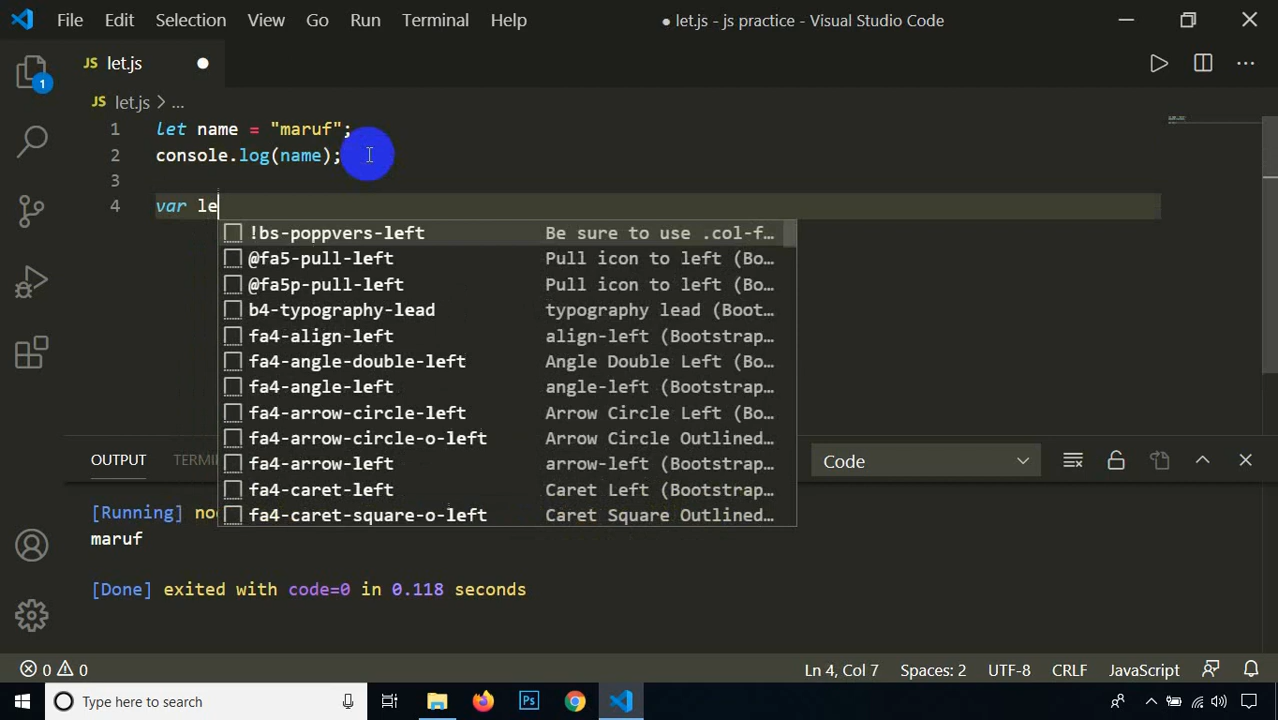 File Edit Selection View Go Run Terminal Help ● let.js - js practice - Visual Studio Code
JS let.js ●
JS let.js > ...
1 let name = "maruf";
2 console.log(name);
3
4 var le
!bs-poppvers-left Be sure to use .col-f…
@fa5-pull-left Pull icon to left (Bo…
@fa5p-pull-left Pull icon to left (Bo…
b4-typography-lead typography lead (Boot…
fa4-align-left align-left (Bootstrap…
fa4-angle-double-left Angle Double Left (Bo…
fa4-angle-left angle-left (Bootstrap…
fa4-arrow-circle-left Arrow Circle Left (Bo…
fa4-arrow-circle-o-left Arrow Circle Outlined…
fa4-arrow-left arrow-left (Bootstrap…
fa4-caret-left Caret Left (Bootstrap…
fa4-caret-square-o-left Caret Square Outlined…
1
OUTPUT TERMI Code
[Running] no
maruf
[Done] exited with code=0 in 0.118 seconds
0 0 Ln 4, Col 7 Spaces: 2 UTF-8 CRLF JavaScript
Type here to search Ps